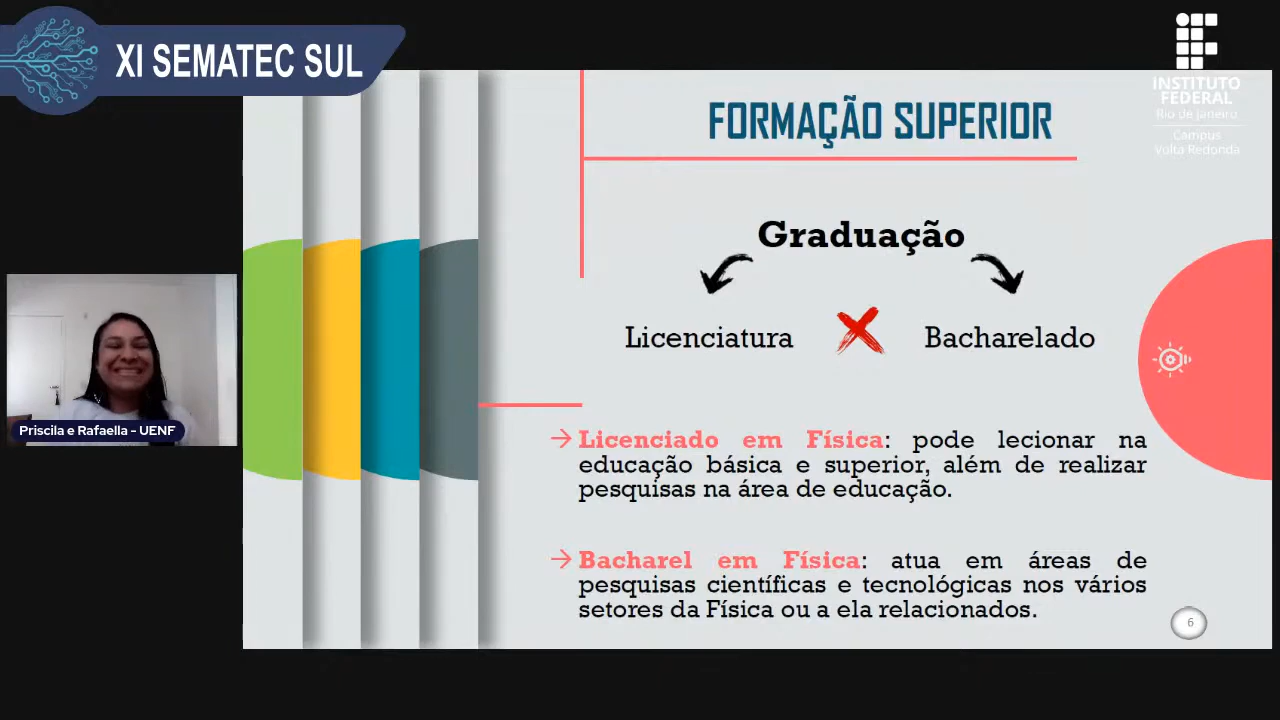 XI SEMATEC SUL
INSTITUTO
FEDERAL
Rio de Janeiro
Campus
Volta Redonda
FORMAÇÃO SUPERIOR
Graduação
Licenciatura
Bacharelado
Priscila e Rafaella - UENF
Licenciado em Física: pode lecionar na
educação básica e superior, além de realizar
pesquisas na área de educação.
Bacharel em Física: atua em áreas de
pesquisas científicas e tecnológicas nos vários
setores da Física ou a ela relacionados.
6